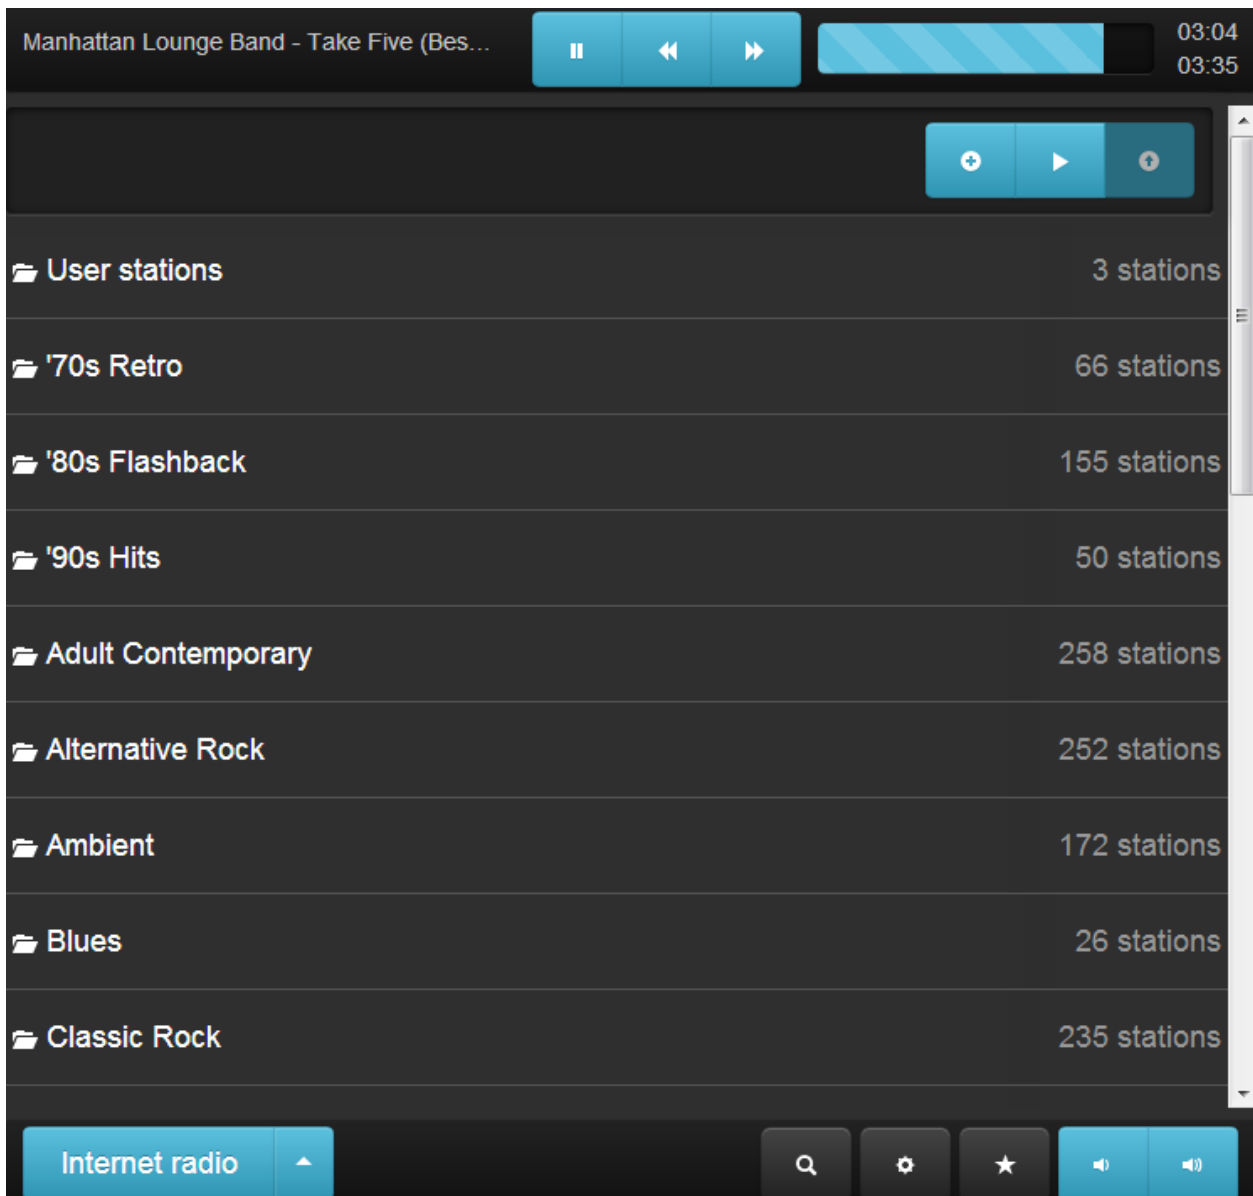 Manhattan Lounge Band - Take Five (Bes...
03:04
03:35
User stations 3 stations
'70s Retro 66 stations
'80s Flashback 155 stations
'90s Hits 50 stations
Adult Contemporary 258 stations
Alternative Rock 252 stations
Ambient 172 stations
Blues 26 stations
Classic Rock 235 stations
Internet radio